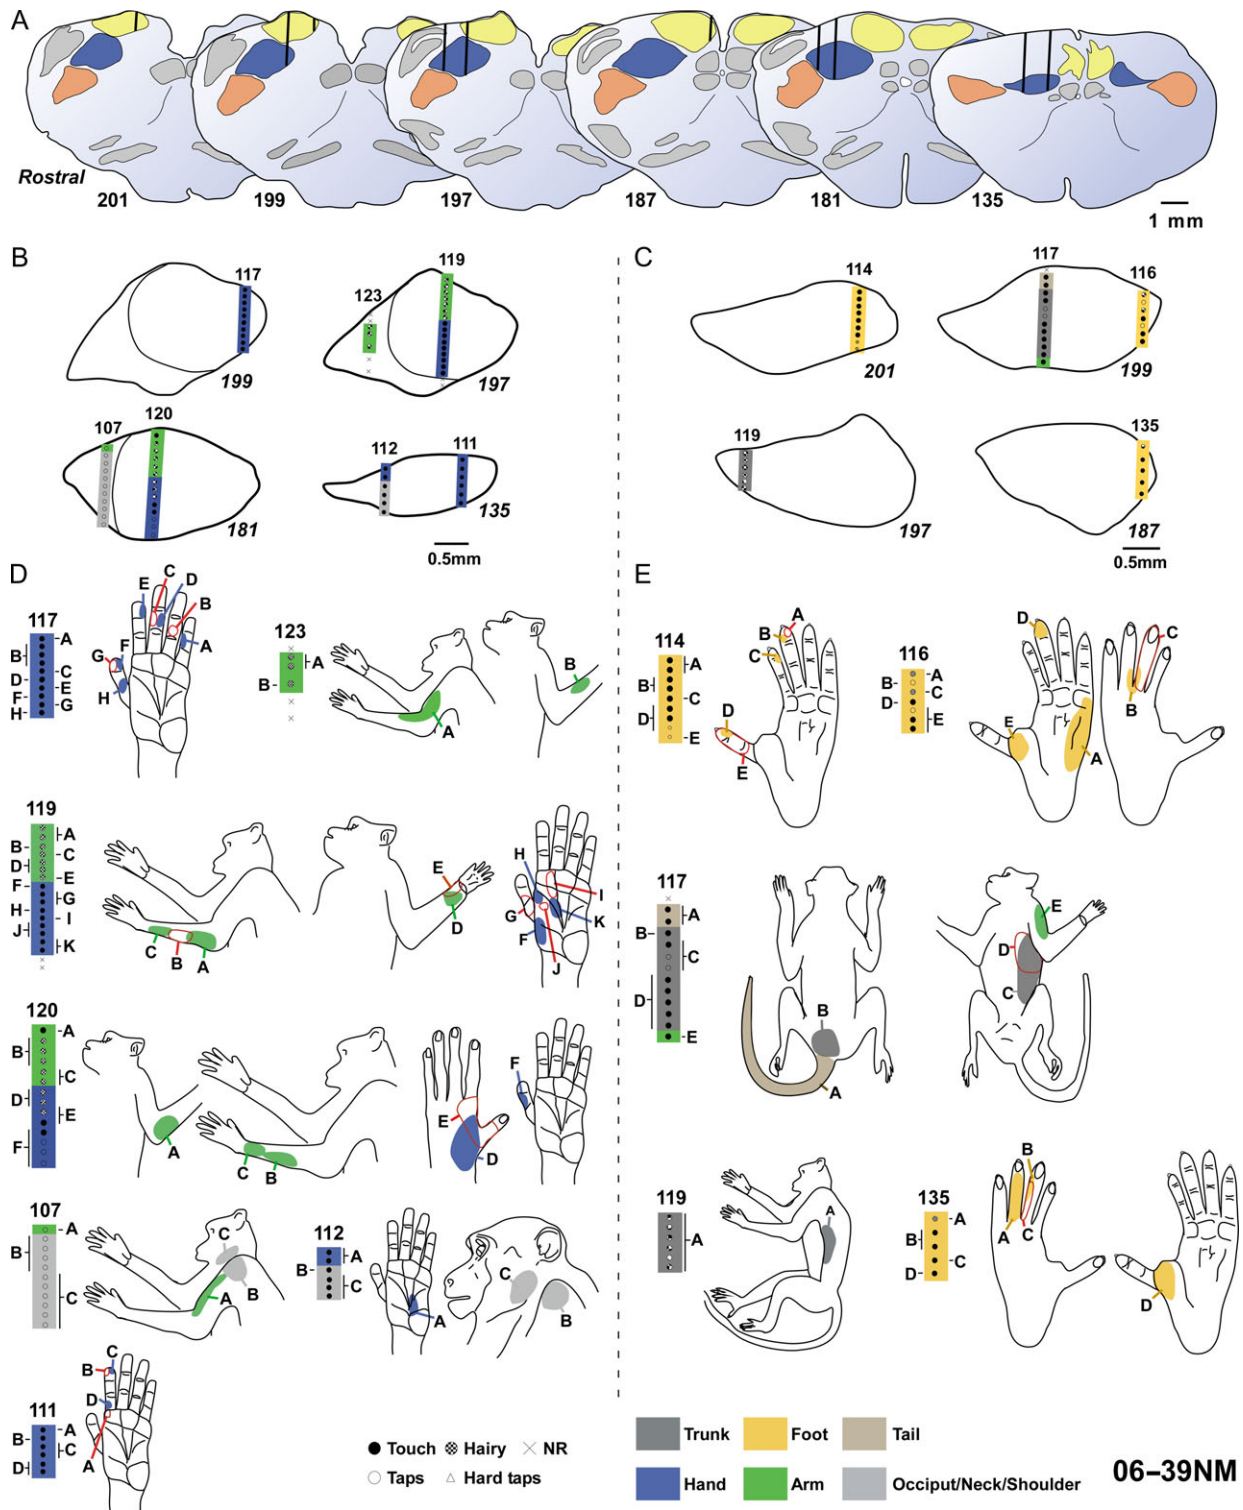 A
Rostral
201
199
197
187
181
135
1 mm
B
117
199
119
123
197
107
120
181
112
111
135
0.5mm
C
114
201
117
116
199
119
197
135
187
0.5mm
D
117
A
B
C
D
E
F
G
H
E
C
D
B
F
A
G
H
123
A
B
A
B
119
A
B
C
D
E
F
G
H
I
J
K
C
B
A
E
D
H
G
F
I
K
J
120
A
B
C
D
E
F
A
C
B
E
D
F
107
A
B
C
C
B
A
112
A
B
C
A
C
B
111
A
B
C
D
C
B
D
A
E
114
A
B
C
D
E
A
B
C
D
E
116
A
B
C
D
E
D
E
A
C
B
117
A
B
C
D
E
B
A
E
D
C
119
A
A
135
A
B
C
D
B
A
C
D
Touch
Hairy
NR
Taps
Hard taps
Trunk
Foot
Tail
Hand
Arm
Occiput/Neck/Shoulder
06–39NM